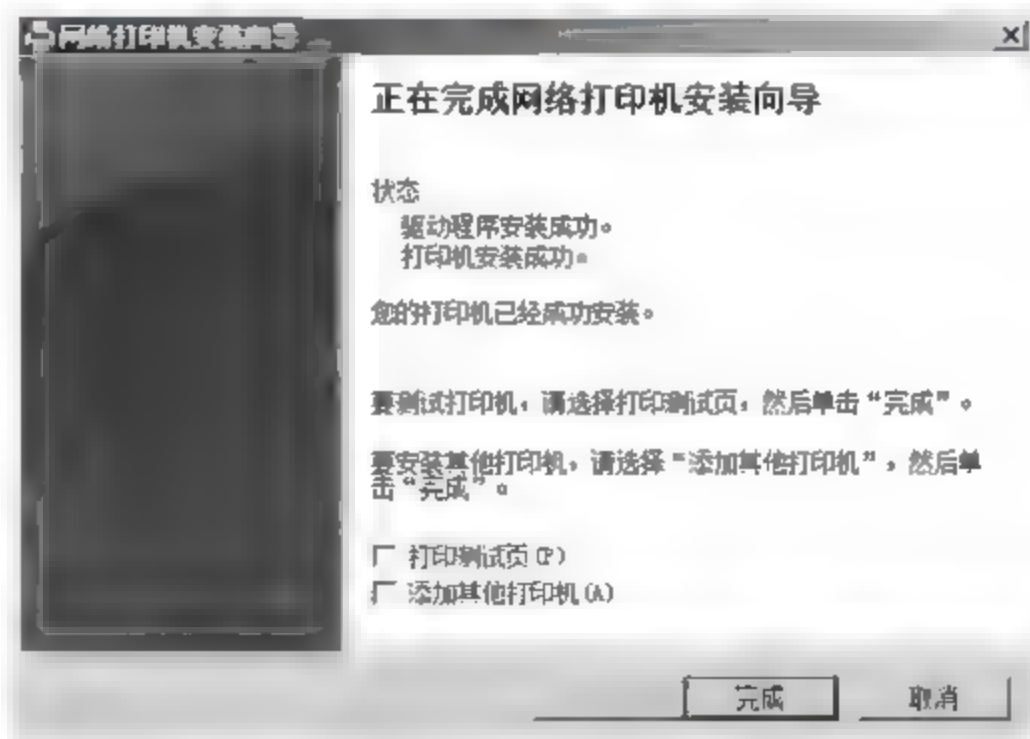 网络打印机安装向导
正在完成网络打印机安装向导
状态
驱动程序安装成功。
打印机安装成功。
您的打印机已经成功安装。
要测试打印机，请选择打印测试页，然后单击“完成”。
要安装其他打印机，请选择“添加其他打印机”，然后单
击“完成”。
打印测试页(P)
添加其他打印机(A)
完成
取消